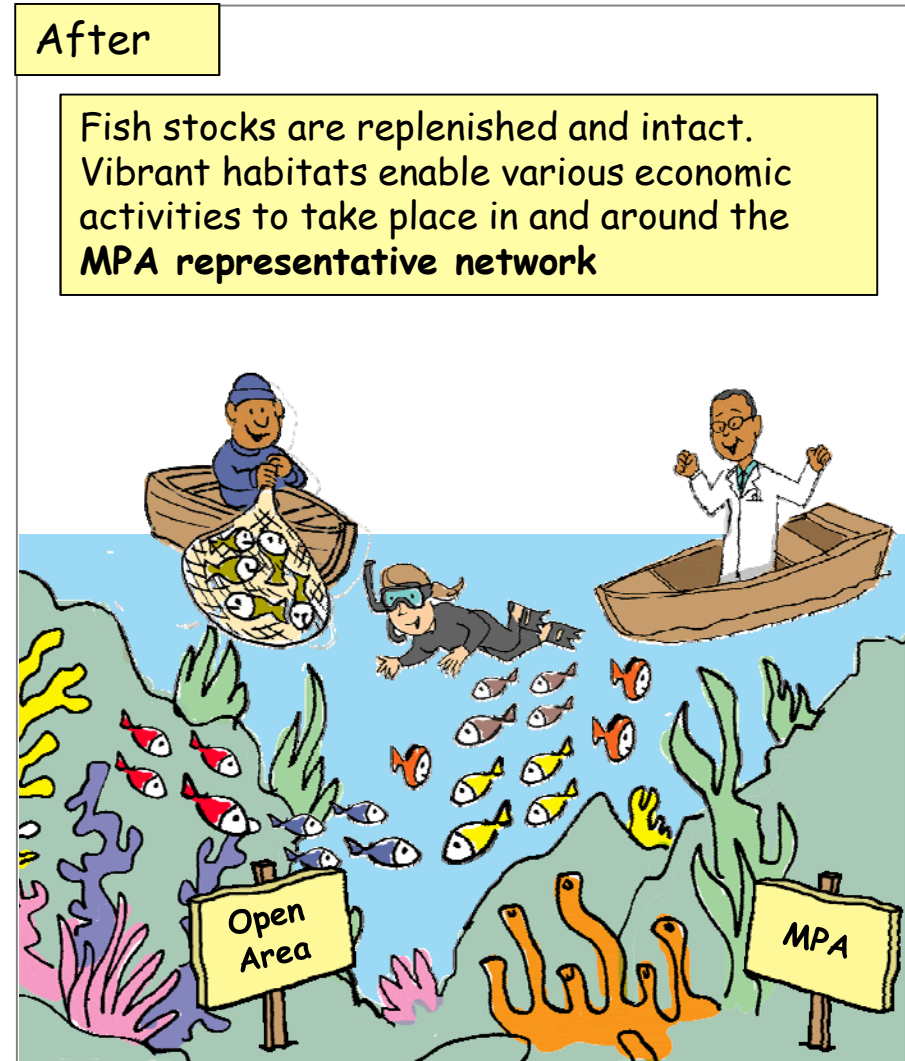 After
Fish stocks are replenished and intact.
Vibrant habitats enable various economic
activities to take place in and around the
MPA representative network
Open
Area
MPA